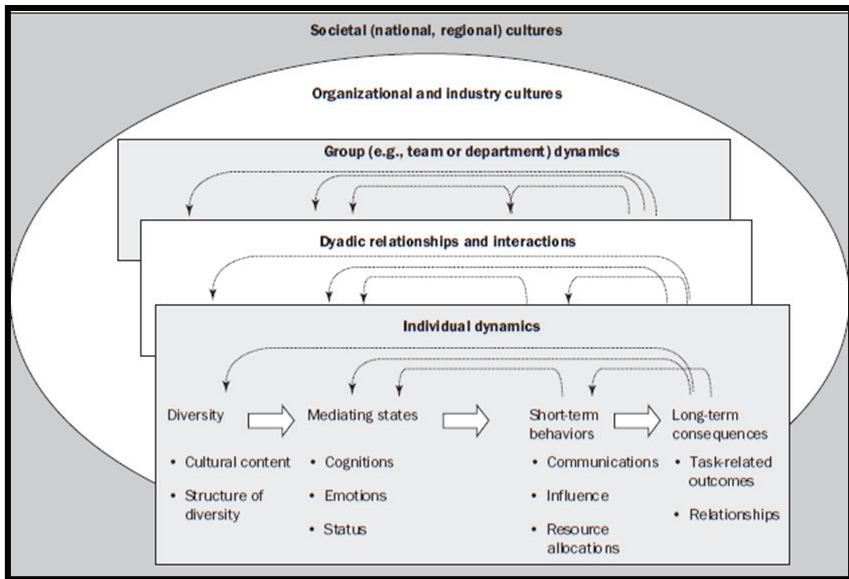 Societal (national, regional) cultures
Organizational and industry cultures
Group (e.g., team or department) dynamics
Dyadic relationships and interactions
Individual dynamics
Diversity
• Cultural content
• Structure of
diversity
Mediating states
• Cognitions
• Emotions
• Status
Short-term
behaviors
• Communications
• Influence
• Resource
allocations
Long-term
consequences
• Task-related
outcomes
• Relationships